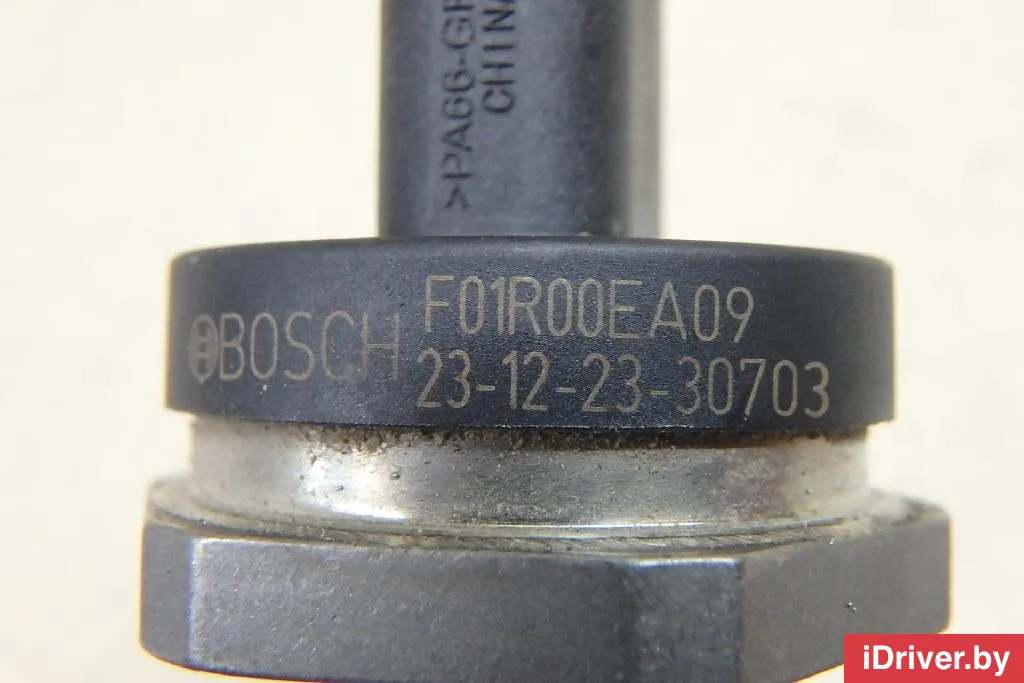 >PA66-GF
CHINA
BOSCH
F01R00EA09
23-12-23-30703
iDriver.by